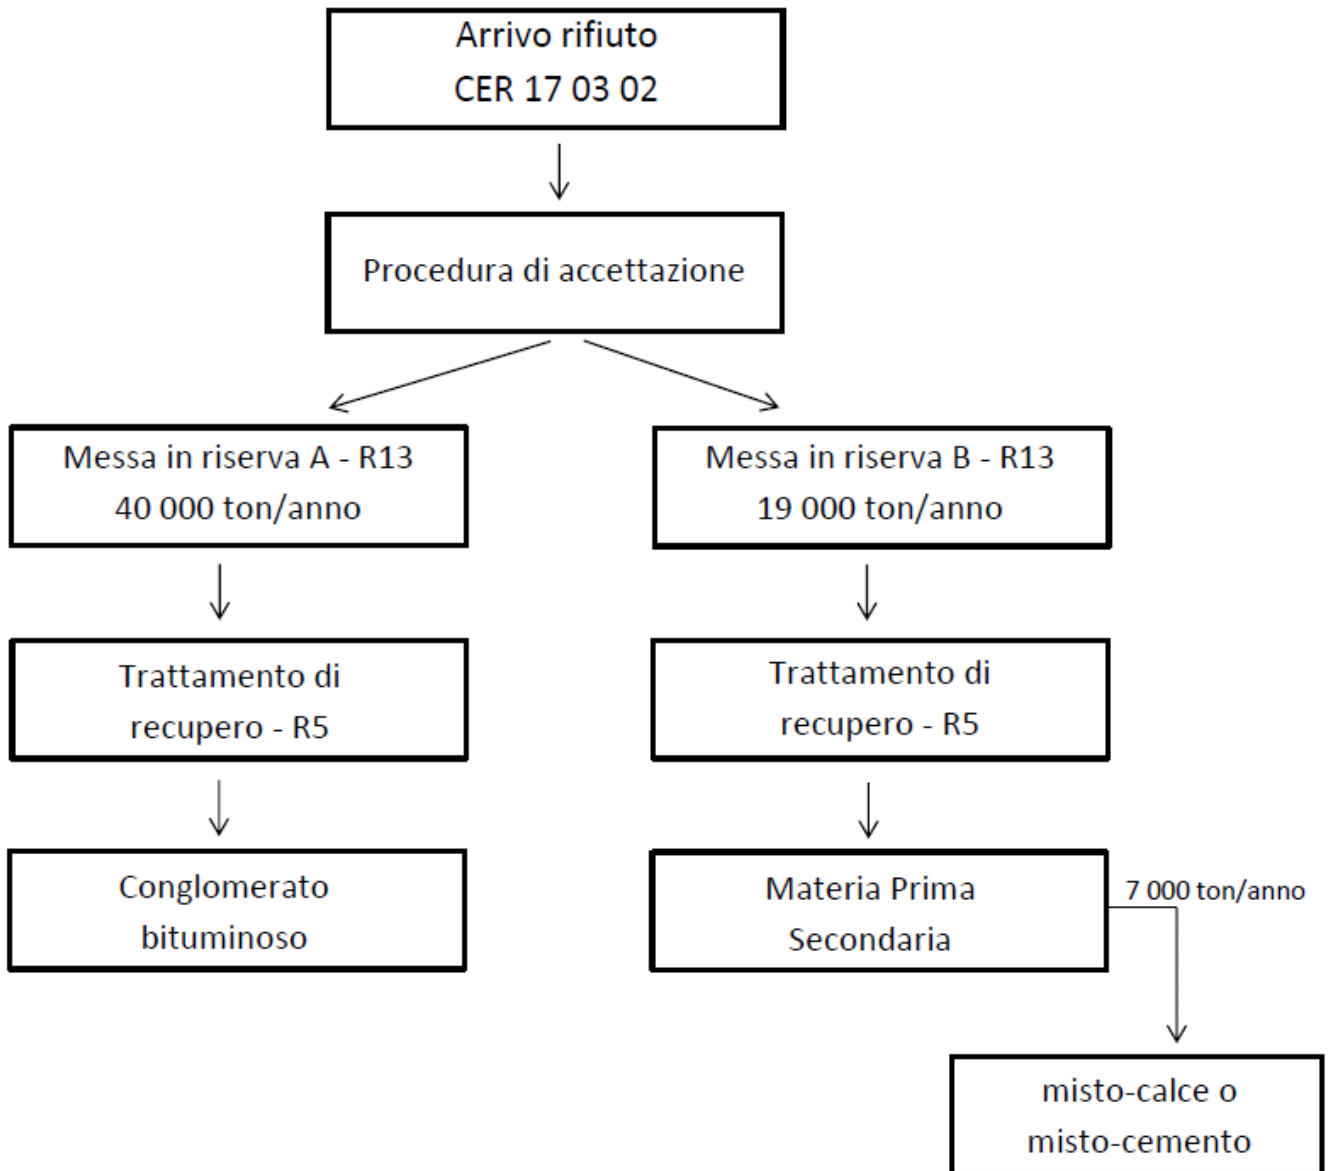 Arrivo rifiuto
CER 17 03 02
Procedura di accettazione
Messa in riserva A - R13
40 000 ton/anno
Messa in riserva B - R13
19 000 ton/anno
Trattamento di
recupero - R5
Trattamento di
recupero - R5
Conglomerato
bituminoso
Materia Prima
Secondaria
7 000 ton/anno
misto-calce o
misto-cemento